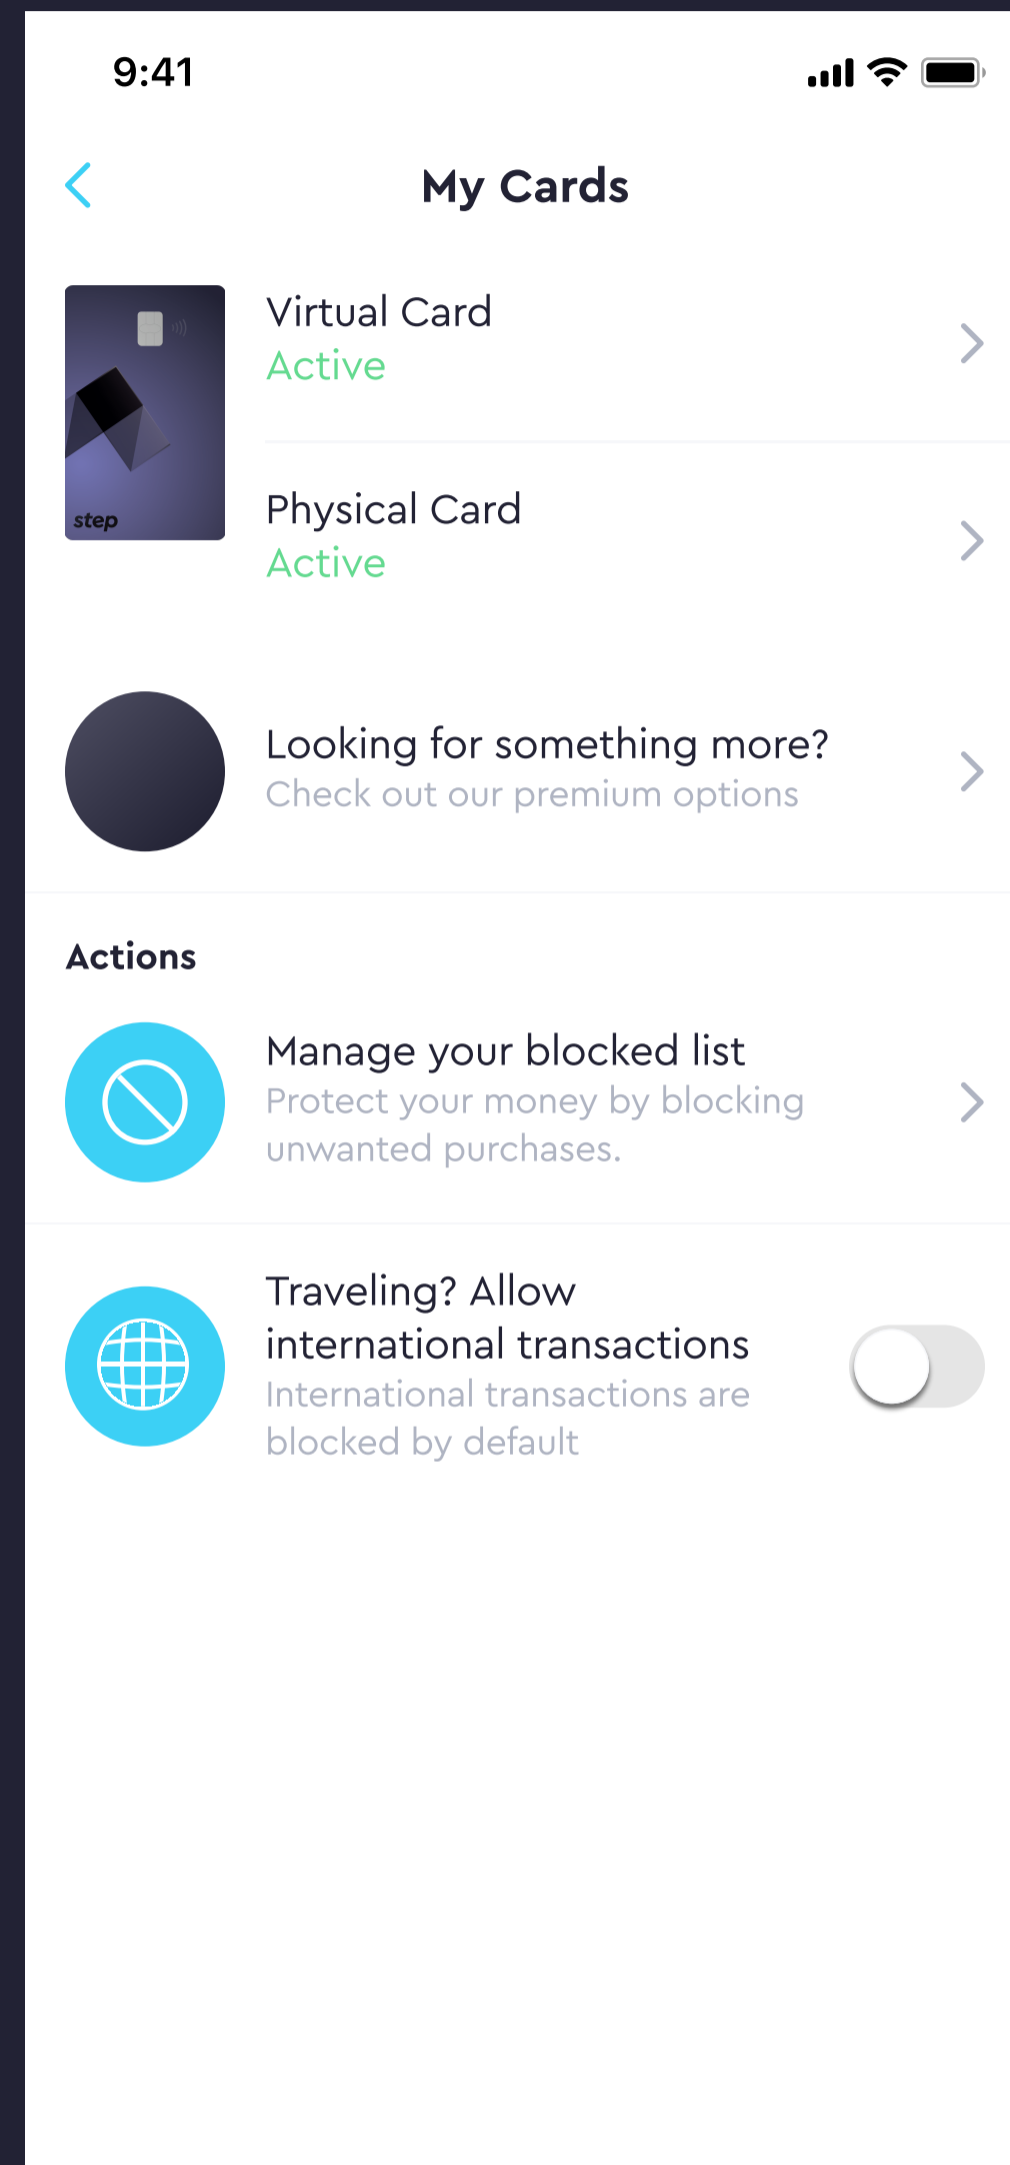 9:41
My Cards
Virtual Card
Active
step
Physical Card
Active
Looking for something more?
Check out our premium options
Actions
Manage your blocked list
Protect your money by blocking
unwanted purchases.
Traveling? Allow
international transactions
International transactions are
blocked by default